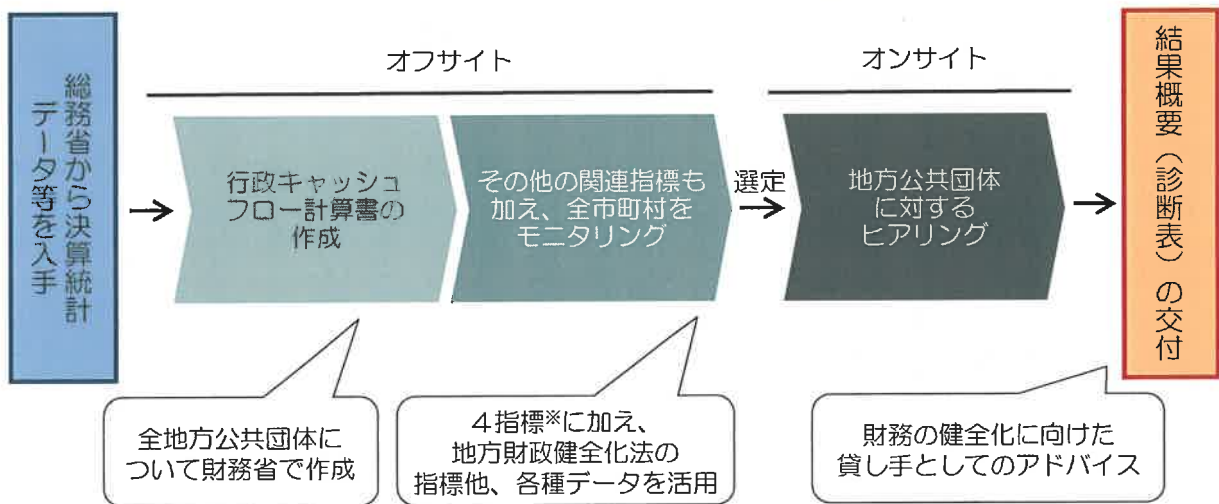 総務省から決算統計
データ等を入手
オフサイト
行政キャッシュ
フロー計算書の
作成
その他の関連指標も
加え、全市町村を
モニタリング
選定
オンサイト
地方公共団体
に対する
ヒアリング
結果概要（診断表）の交付
全地方公共団体に
ついて財務省で作成
４指標※に加え、
地方財政健全化法の
指標他、各種データを活用
財務の健全化に向けた
貸し手としてのアドバイス